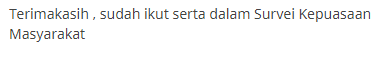 Terimakasih , sudah ikut serta dalam Survei Kepuasaan
Masyarakat